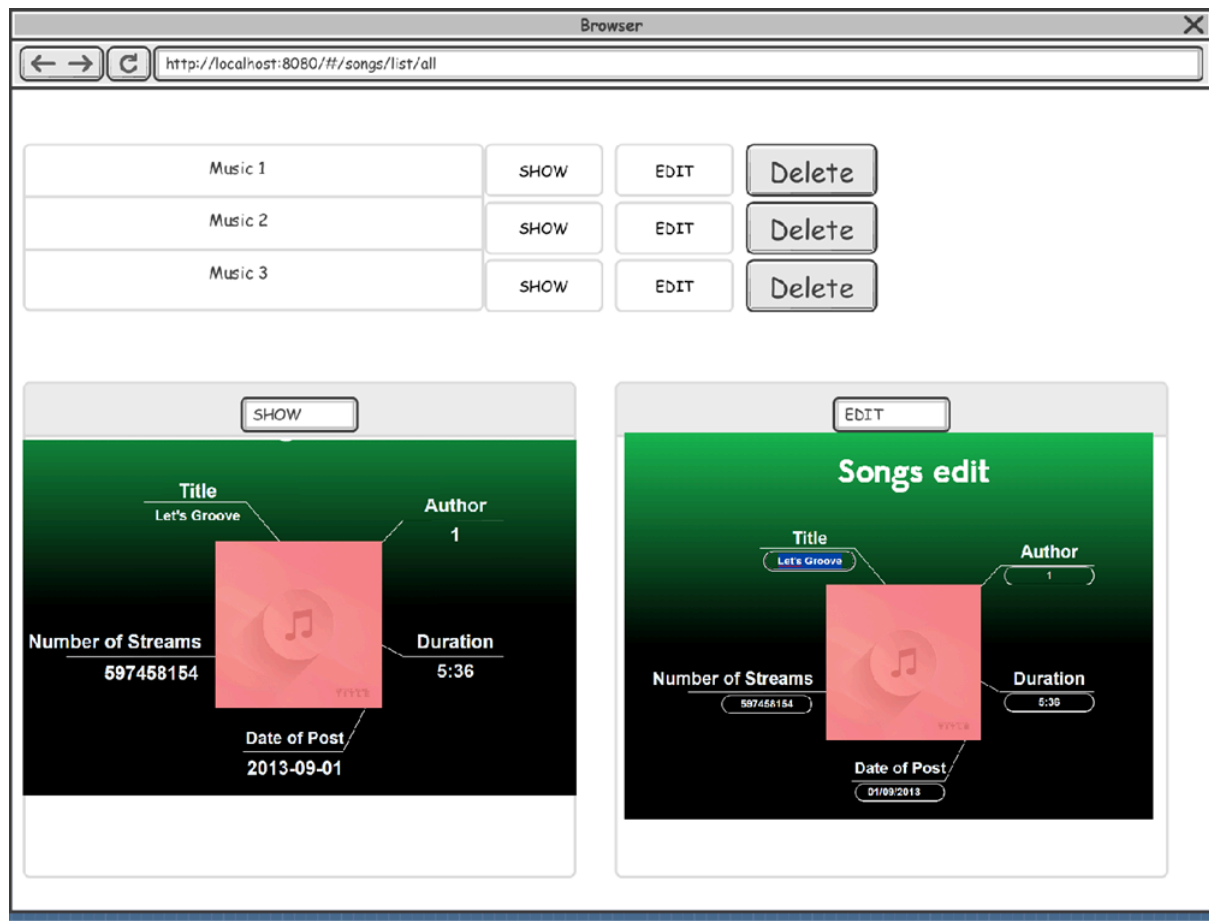 Browser
http://localhost:8080/#/songs/list/all
Music 1 SHOW EDIT Delete
Music 2 SHOW EDIT Delete
Music 3 SHOW EDIT Delete
SHOW
Title
Let's Groove
Author
1
Number of Streams
597458154
Duration
5:36
Date of Post
2013-09-01
EDIT
Songs edit
Title
Let's Groove
Author
1
Number of Streams
597458154
Duration
5:36
Date of Post
01/09/2013